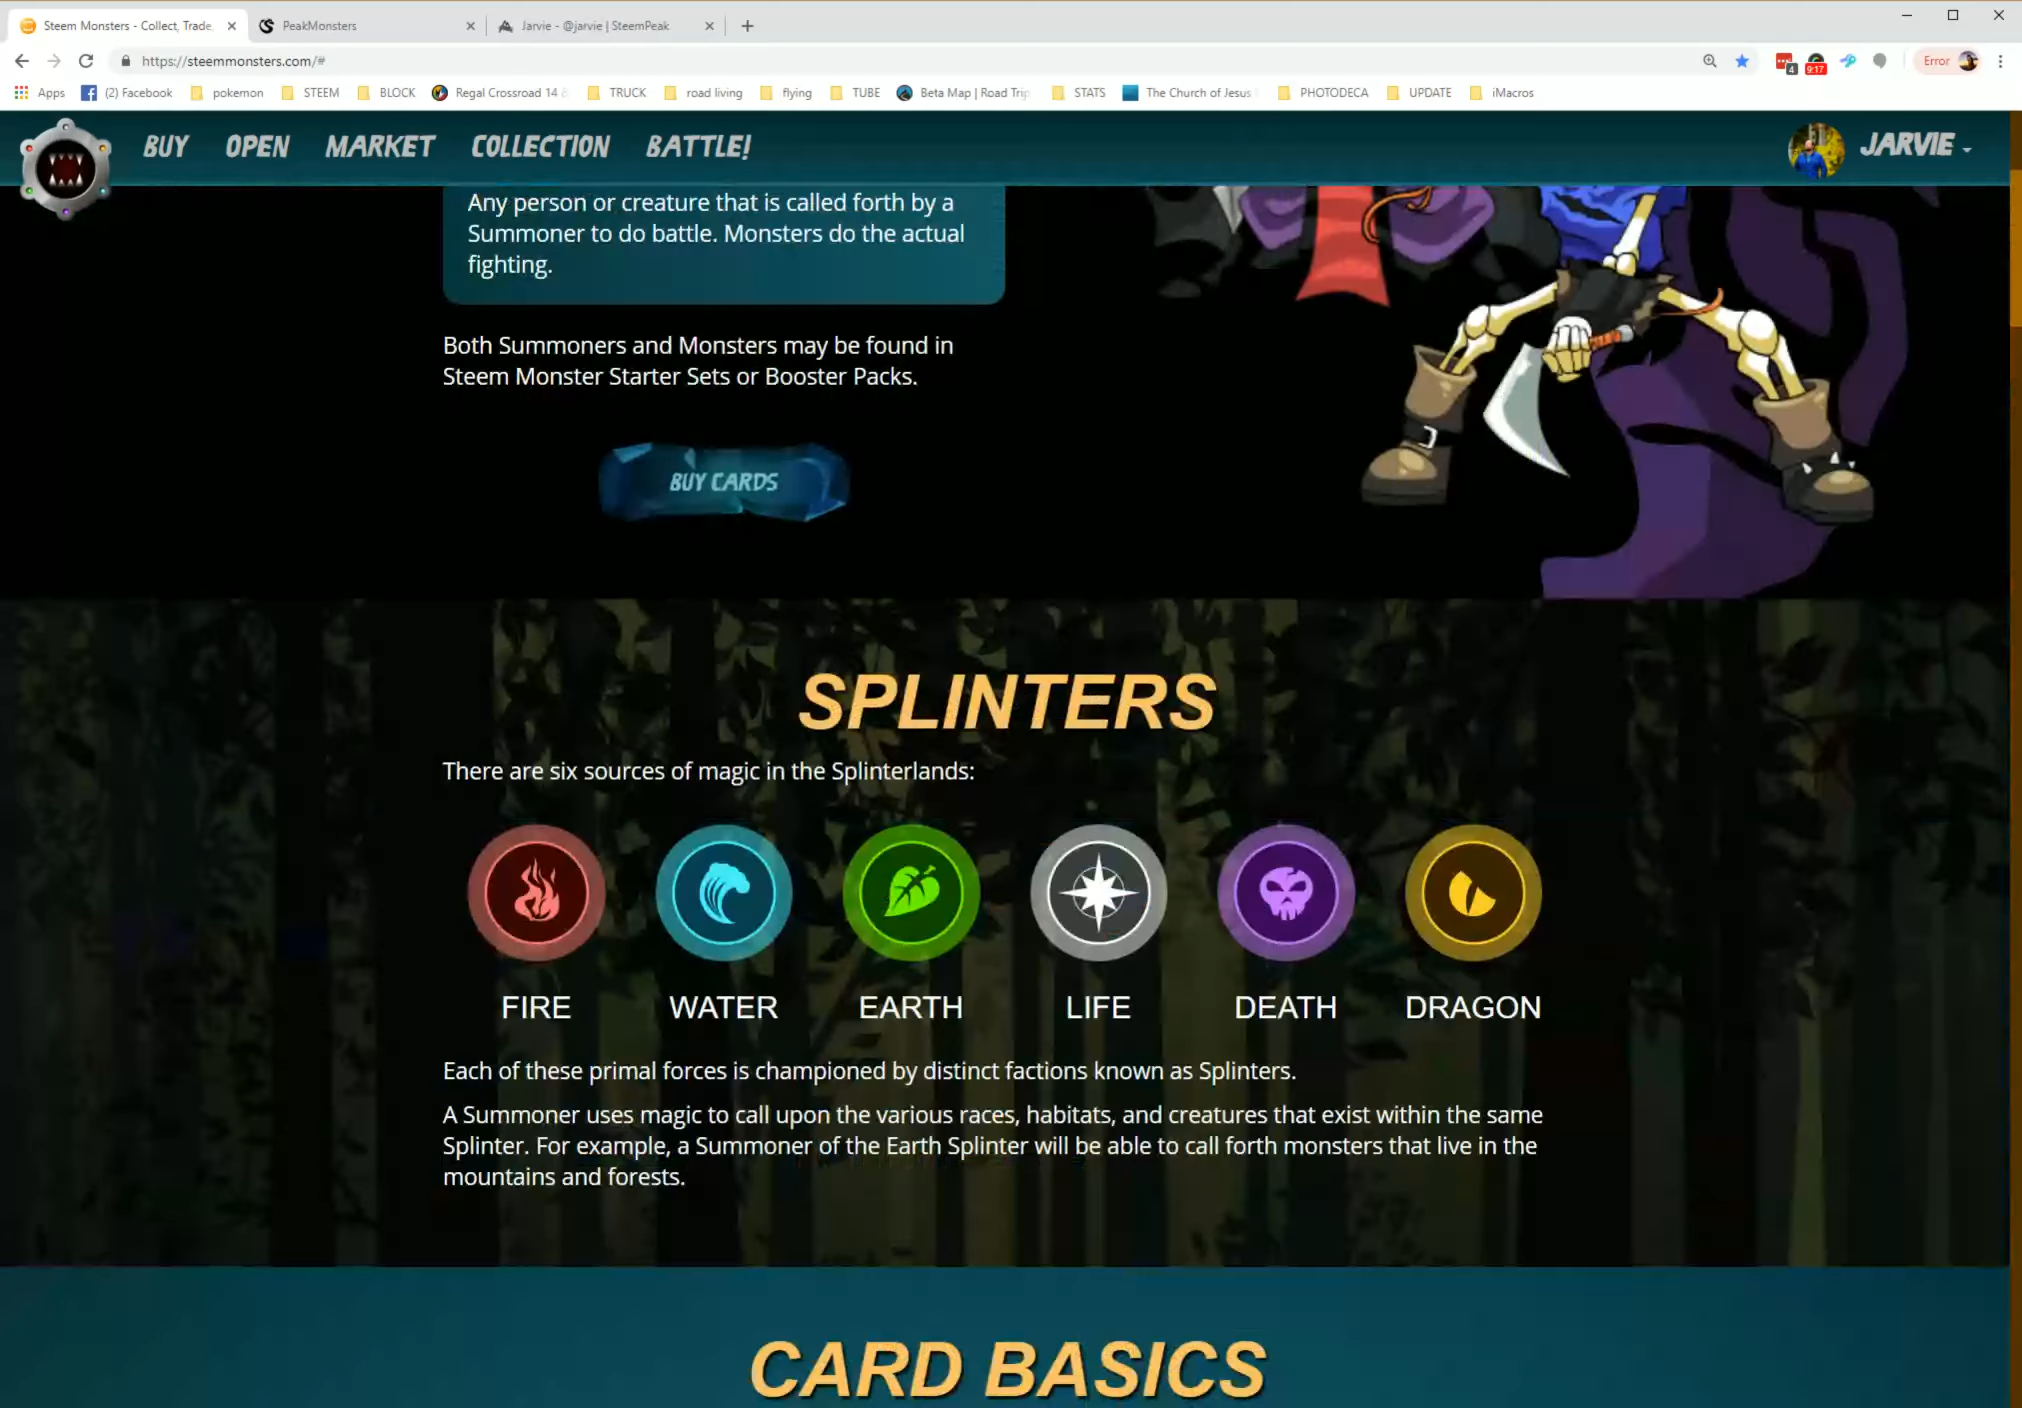 Steem Monsters - Collect, Trade
PeakMonsters
Jarvie - @jarvie | SteemPeak
https://steemmonsters.com/#
4
9:17
Error
Apps
(2) Facebook
pokemon
STEEM
BLOCK
Regal Crossroad 14
TRUCK
road living
flying
TUBE
Beta Map | Road Trip
STATS
The Church of Jesus
PHOTODECA
UPDATE
iMacros
BUY
OPEN
MARKET
COLLECTION
BATTLE!
JARVIE
Any person or creature that is called forth by a
Summoner to do battle. Monsters do the actual
fighting.
Both Summoners and Monsters may be found in
Steem Monster Starter Sets or Booster Packs.
BUY CARDS
SPLINTERS
There are six sources of magic in the Splinterlands:
FIRE
WATER
EARTH
LIFE
DEATH
DRAGON
Each of these primal forces is championed by distinct factions known as Splinters.
A Summoner uses magic to call upon the various races, habitats, and creatures that exist within the same
Splinter. For example, a Summoner of the Earth Splinter will be able to call forth monsters that live in the
mountains and forests.
CARD BASICS